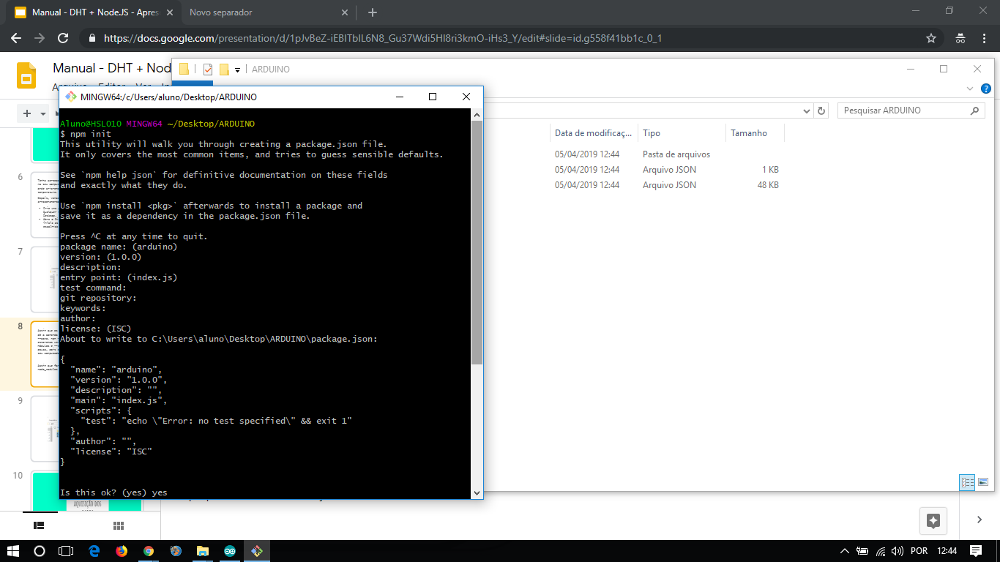 Manual - DHT + NodeJS - Apres
Novo separador
https://docs.google.com/presentation/d/1pJvBeZ-iEBITbIL6N8_Gu37Wdi5Hl8ri3kmO-iHs3_Y/edit#slide=id.g558f41bb1c_0_1
Manual - DHT + Nod
ARDUINO
MINGW64:/c/Users/aluno/Desktop/ARDUINO
Pesquisar ARDUINO
Data de modificaç... Tipo Tamanho
05/04/2019 12:44 Pasta de arquivos
05/04/2019 12:44 Arquivo JSON 1 KB
05/04/2019 12:44 Arquivo JSON 48 KB
Aluno@HSLO10 MINGW64 ~/Desktop/ARDUINO
$ npm init
This utility will walk you through creating a package.json file.
It only covers the most common items, and tries to guess sensible defaults.
See `npm help json` for definitive documentation on these fields
and exactly what they do.
Use `npm install <pkg>` afterwards to install a package and
save it as a dependency in the package.json file.
Press ^C at any time to quit.
package name: (arduino)
version: (1.0.0)
description:
entry point: (index.js)
test command:
git repository:
keywords:
author:
license: (ISC)
About to write to C:\Users\aluno\Desktop\ARDUINO\package.json:
{
"name": "arduino",
"version": "1.0.0",
"description": "",
"main": "index.js",
"scripts": {
"test": "echo \"Error: no test specified\" && exit 1"
},
"author": "",
"license": "ISC"
}
Is this ok? (yes) yes
6
7
8
9
10
AQUISIÇÃO DOS
POR 12:44